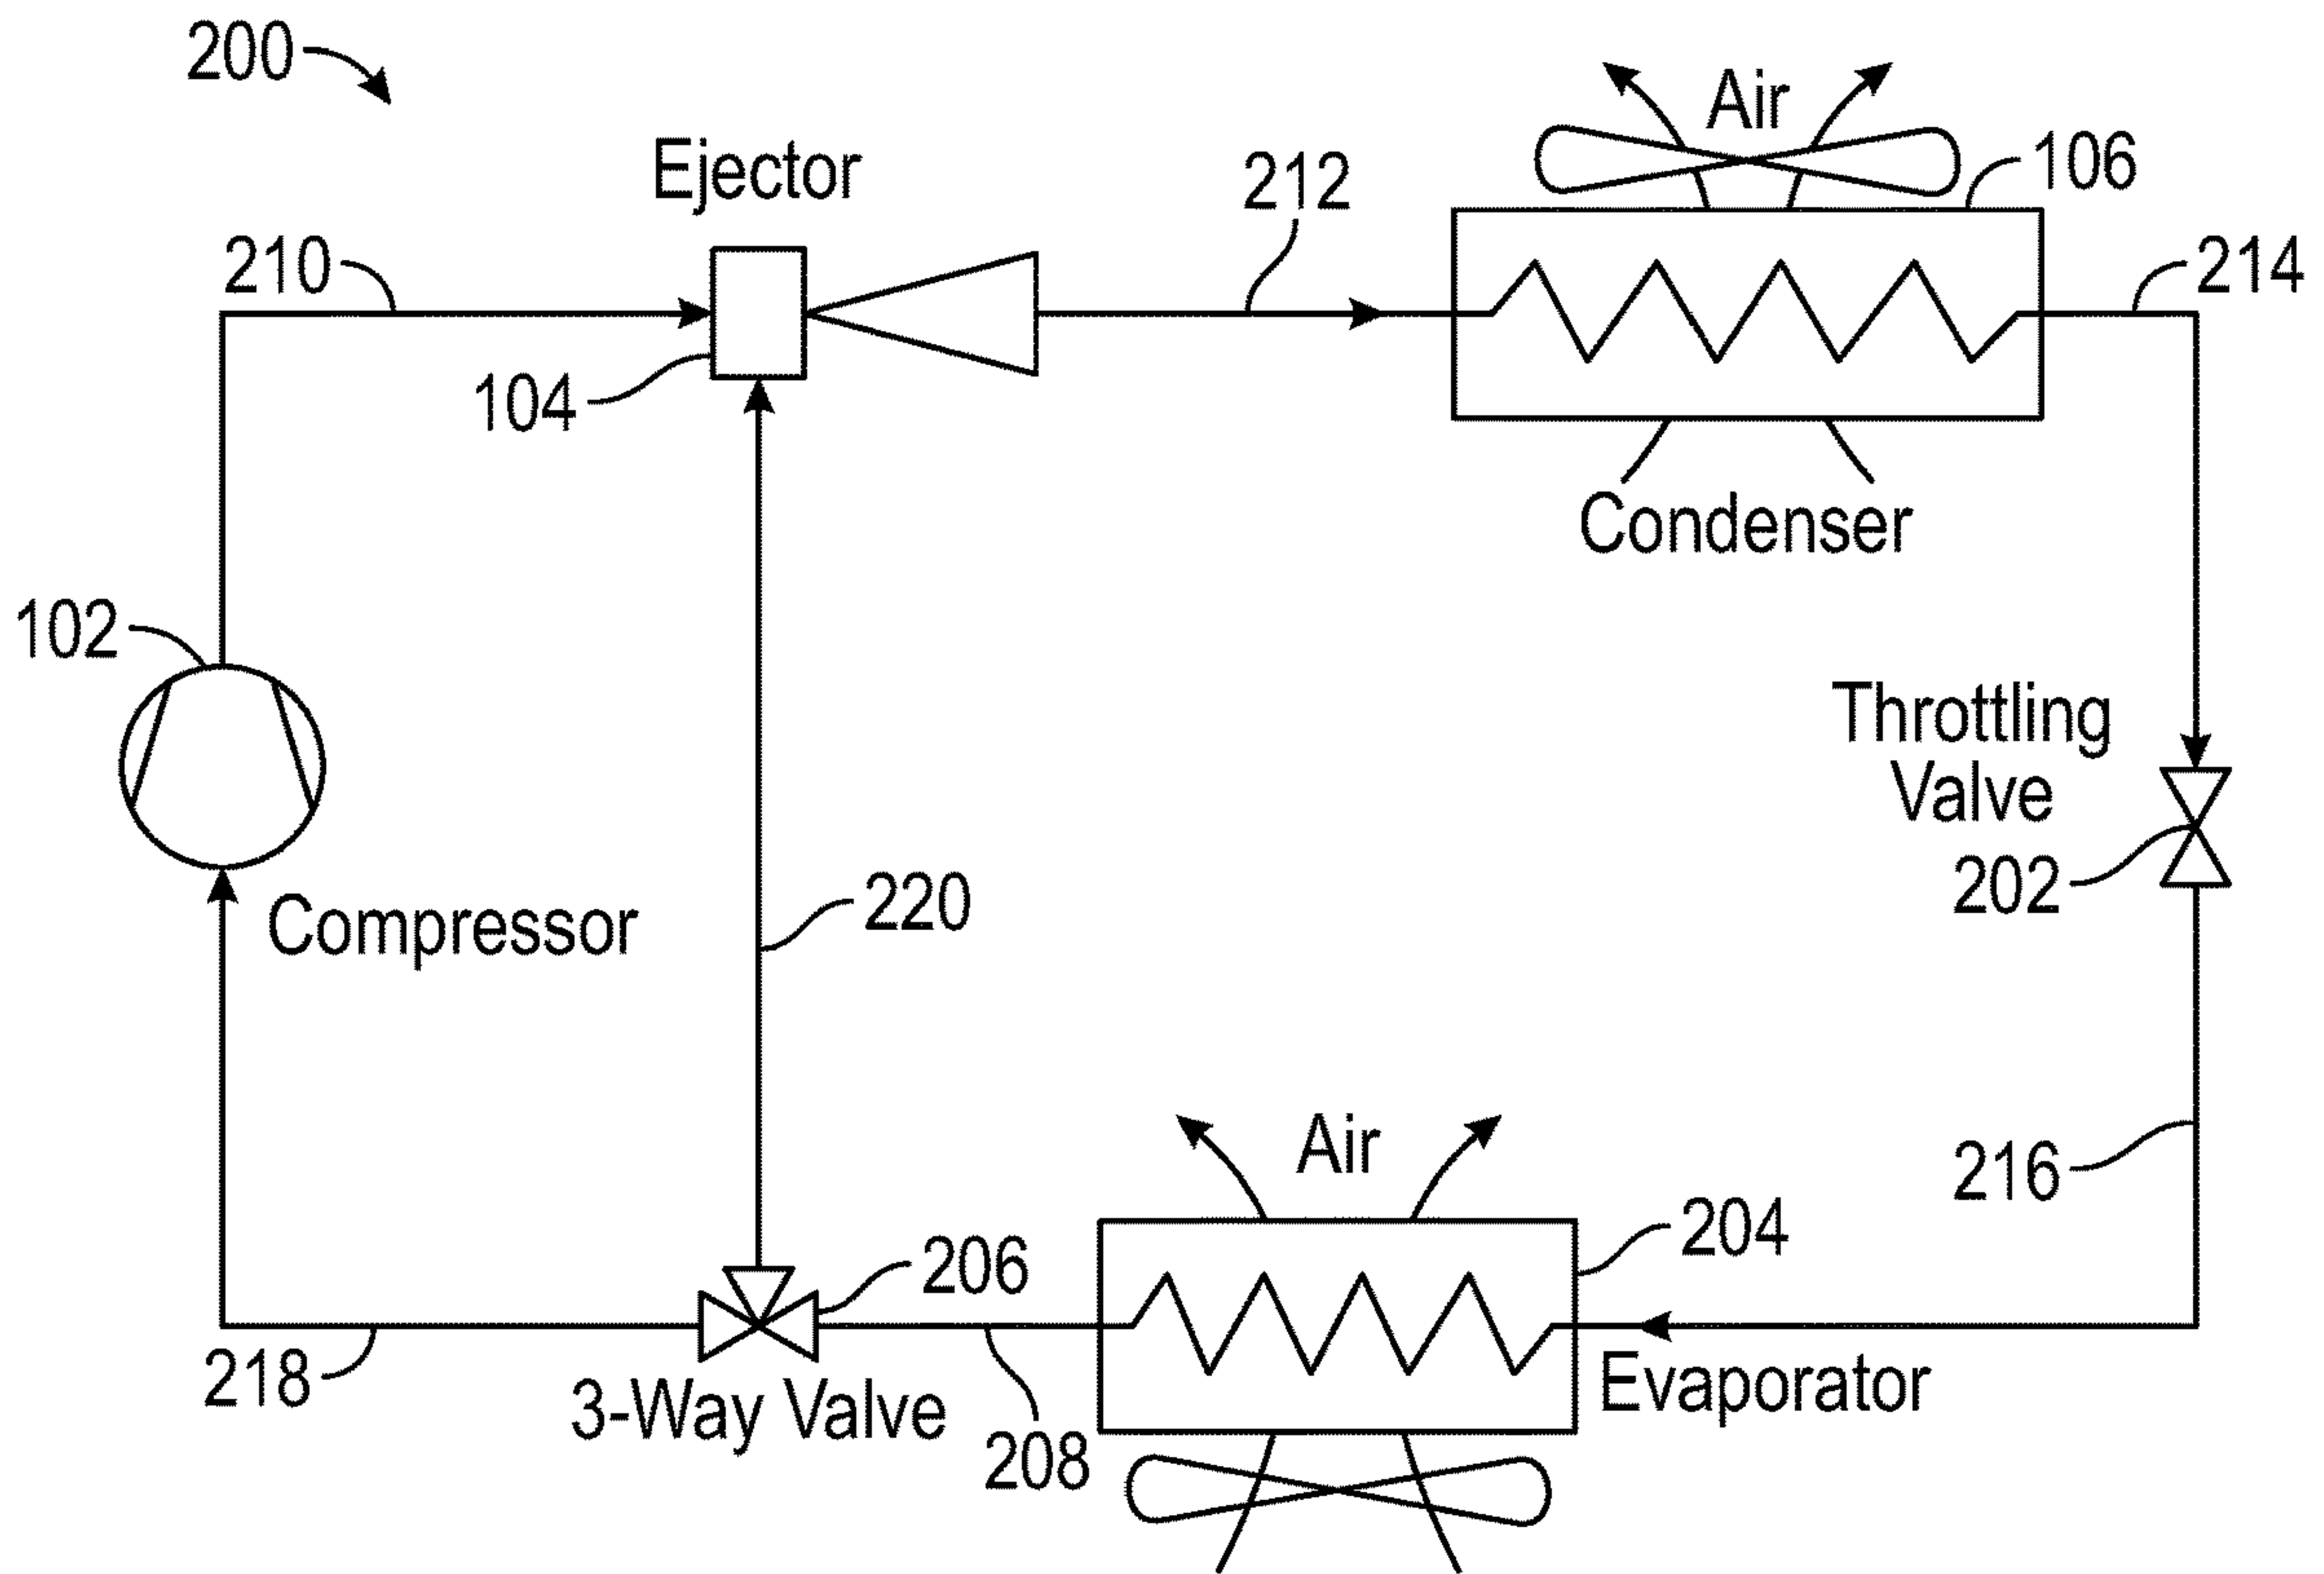 200
Air
106
Ejector
212
210
214
104
Condenser
102
Throttling
Valve
202
220
Compressor
Air
216
204
206
Evaporator
218
3-Way Valve
208